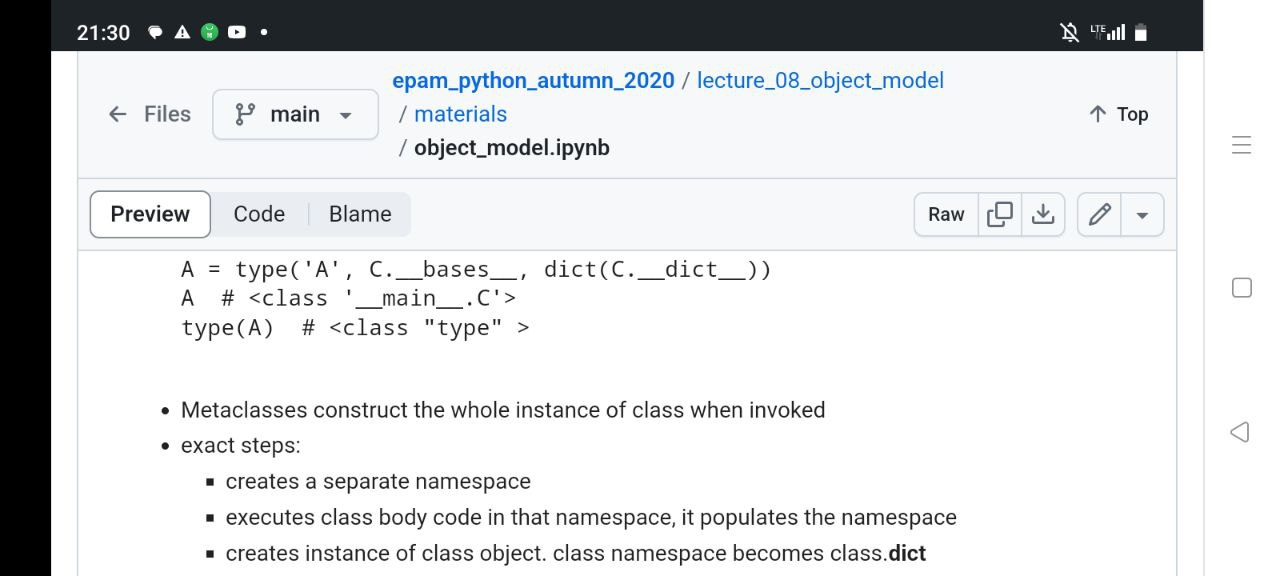 21:30
LTE
epam_python_autumn_2020 / lecture_08_object_model
← Files main / materials ↑ Top
/ object_model.ipynb
Preview Code Blame Raw
A = type('A', C.__bases__, dict(C.__dict__))
A  # <class '__main__.C'>
type(A)  # <class "type" >
• Metaclasses construct the whole instance of class when invoked
• exact steps:
▪ creates a separate namespace
▪ executes class body code in that namespace, it populates the namespace
▪ creates instance of class object. class namespace becomes class.dict